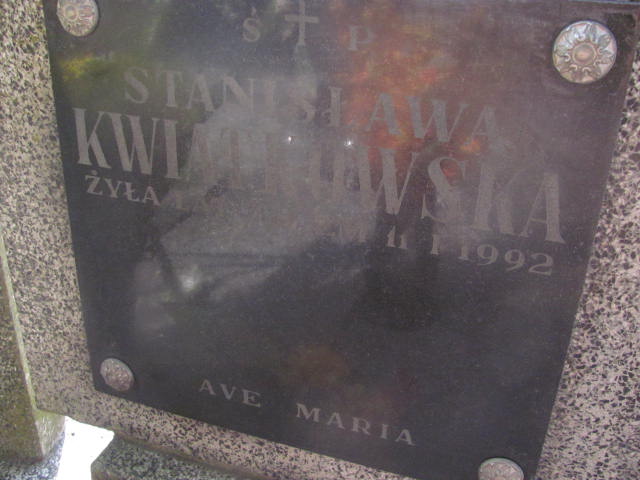 Ś P
STANISŁAWA
KWIATKOWSKA
ŻYŁA 1992
AVE MARIA